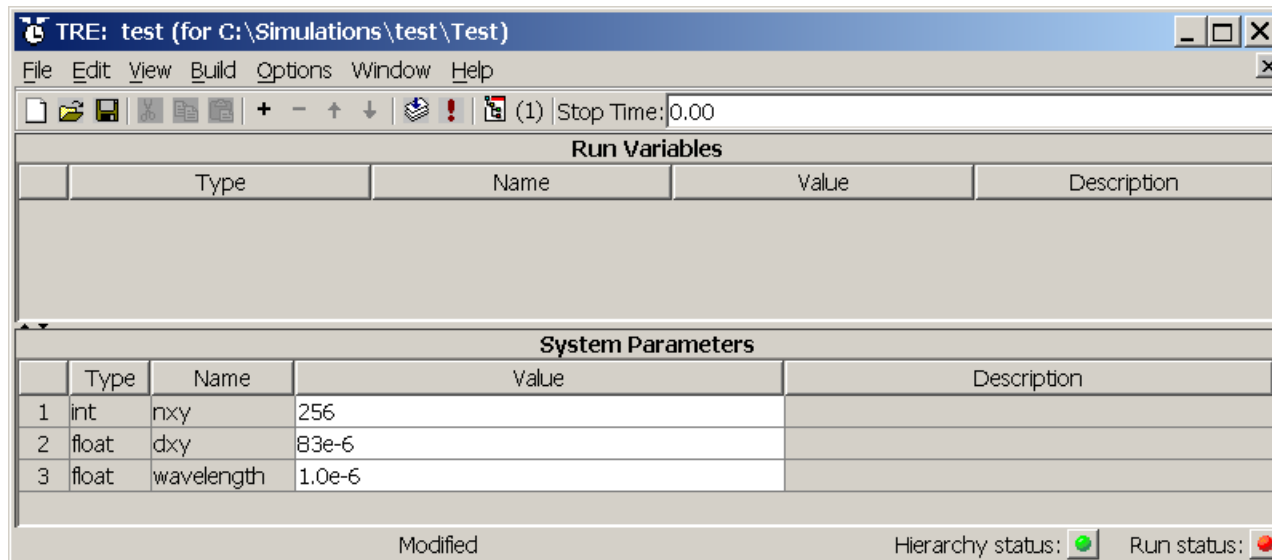 TRE: test (for C:\Simulations\test\Test)
File Edit View Build Options Window Help
(1) Stop Time: 0.00
Run Variables
Type Name Value Description
System Parameters
Type Name Value Description
1 int nxy 256
2 float dxy 83e-6
3 float wavelength 1.0e-6
Modified Hierarchy status: Run status: